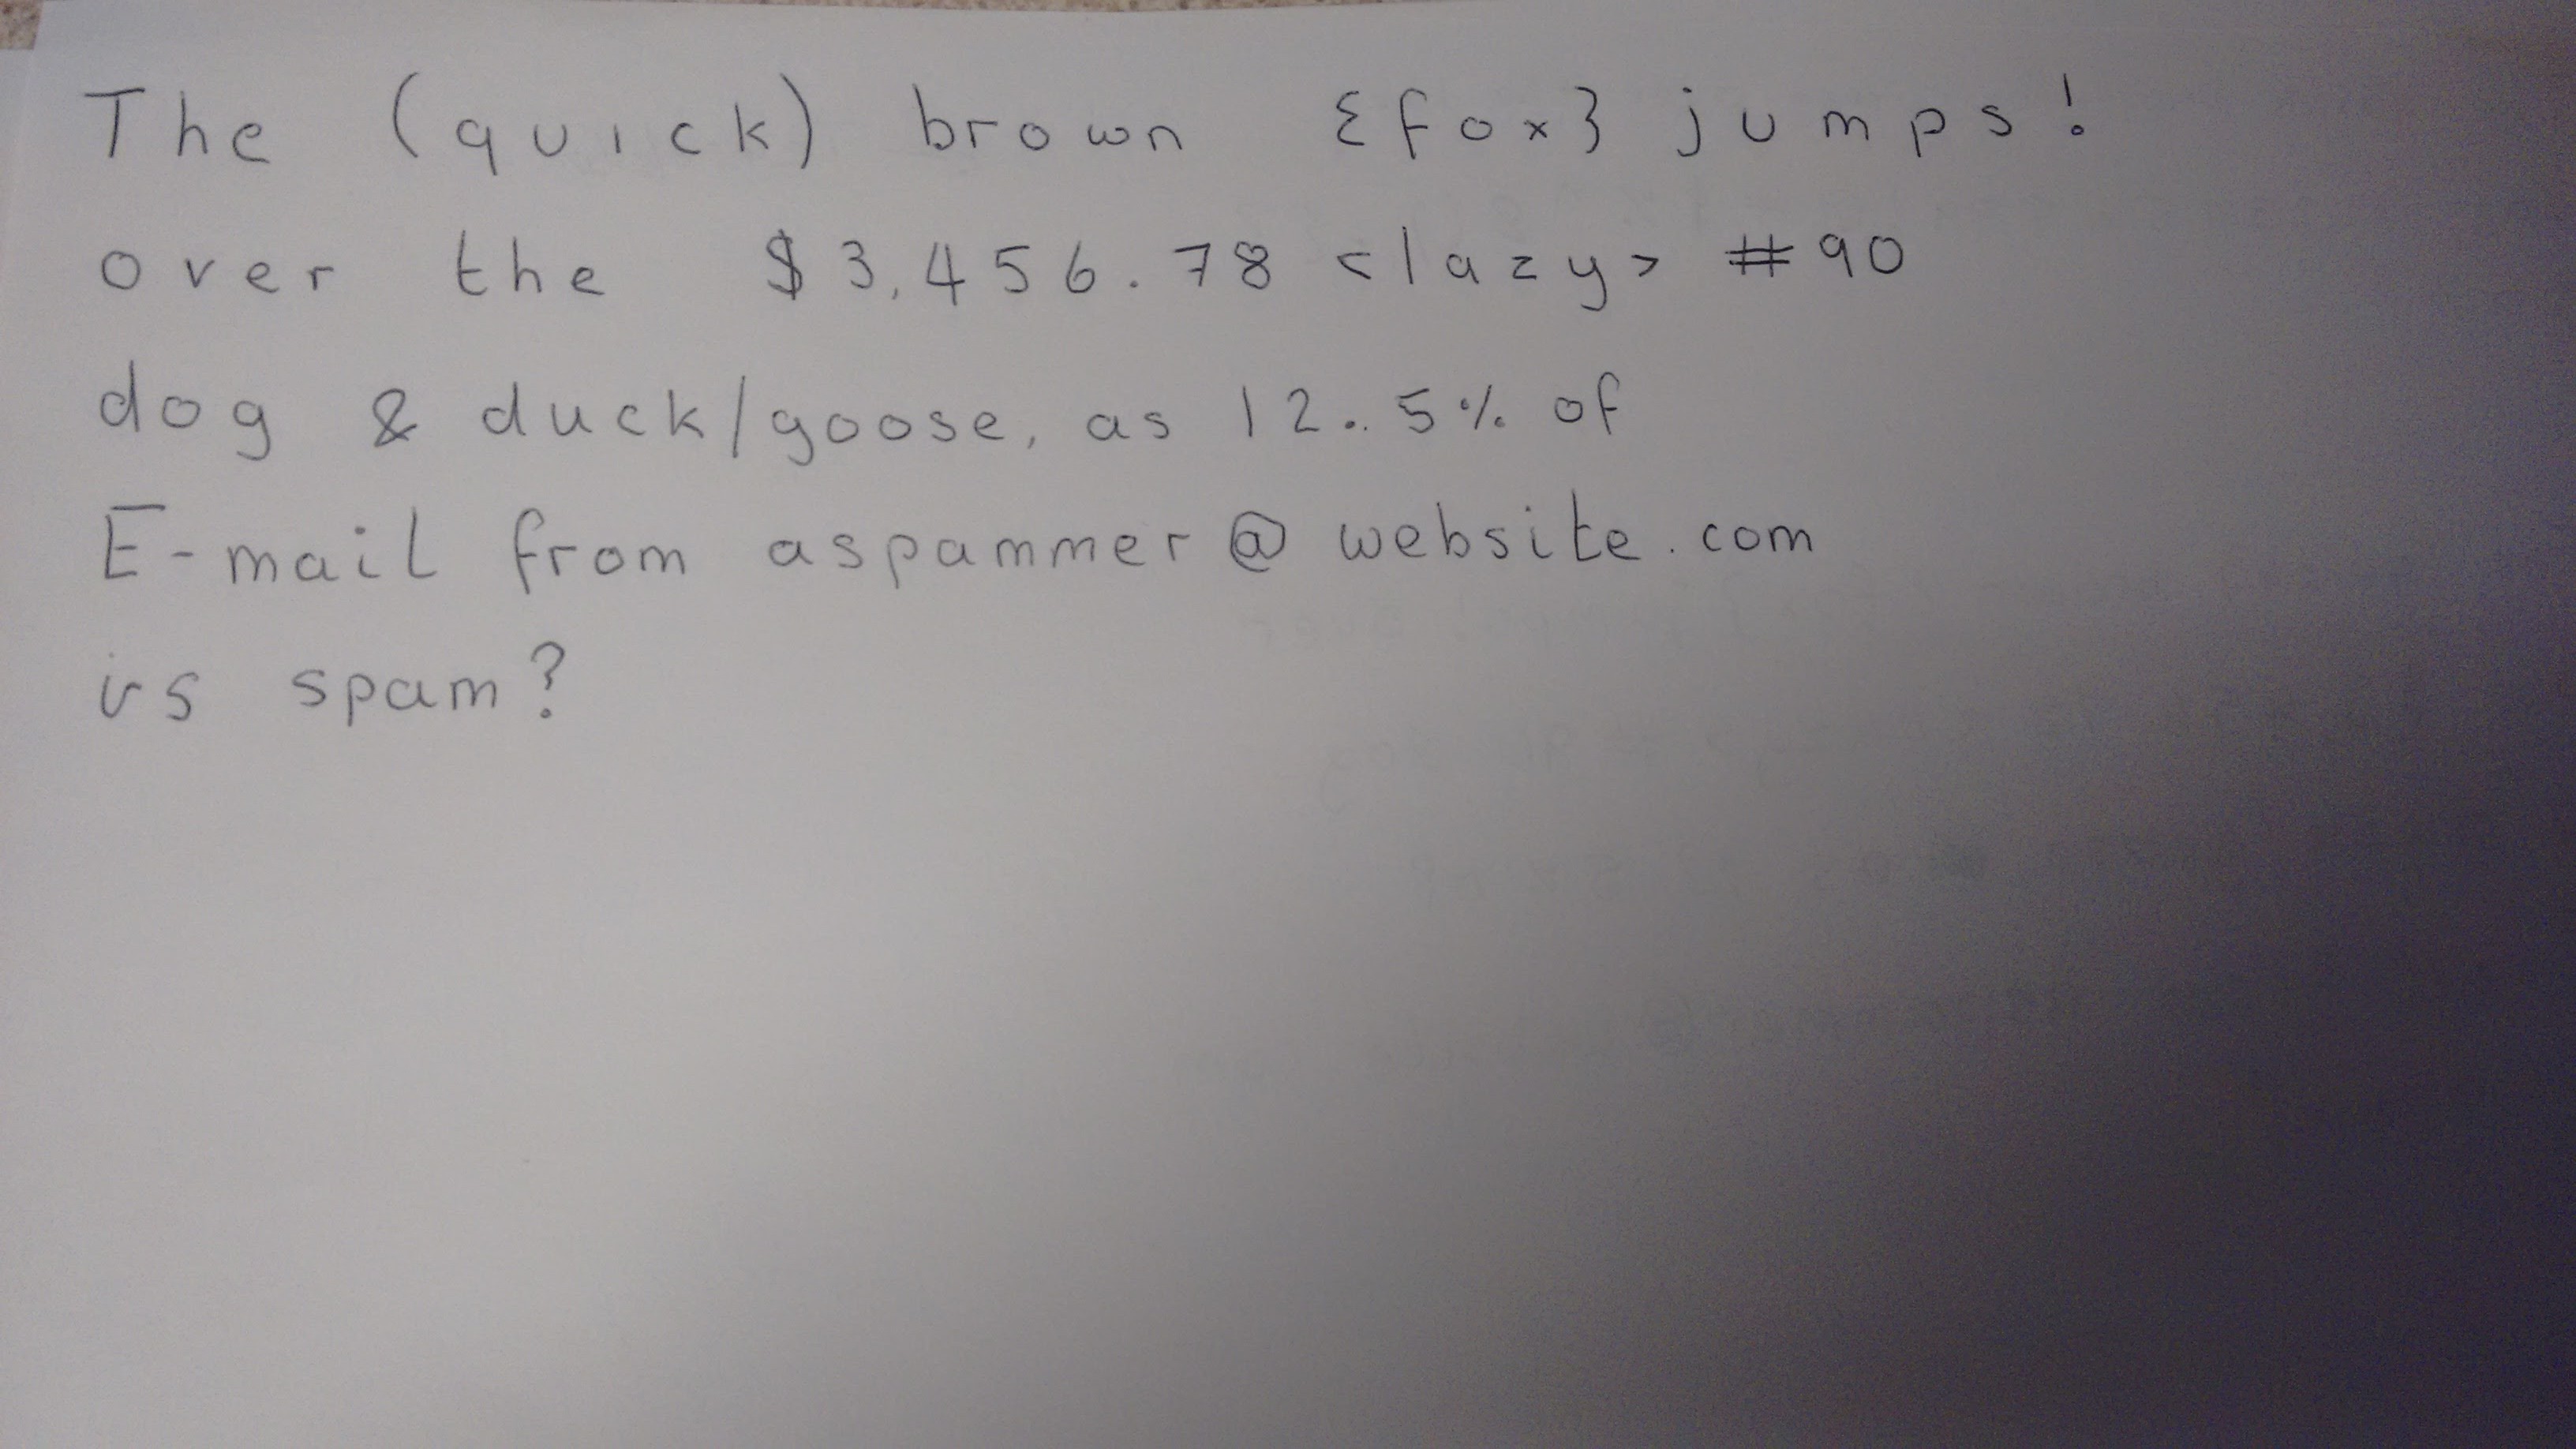 The (quick) brown {fox} jumps!
over the $3,456.78 <lazy> #90
dog & duck/goose, as 12..5% of
E-mail from aspammer@website.com
is spam?